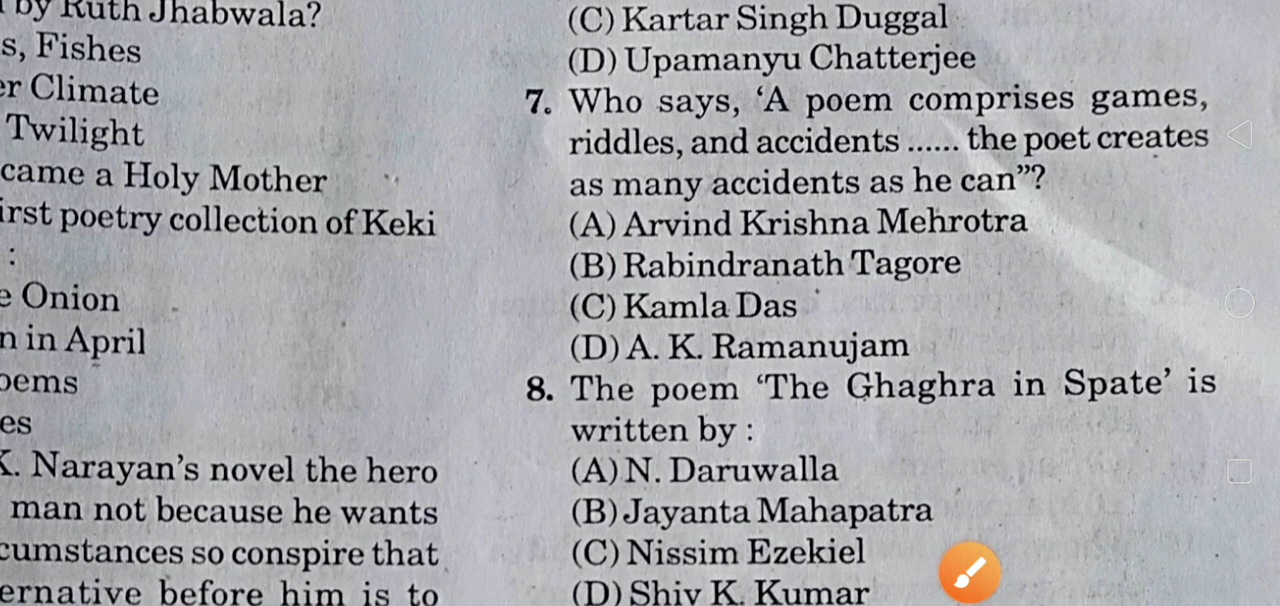 by Ruth Jhabwala?
s, Fishes
er Climate
Twilight
came a Holy Mother
irst poetry collection of Keki
:
e Onion
n in April
oems
es
K. Narayan's novel the hero
man not because he wants
cumstances so conspire that
ernative before him is to
(C) Kartar Singh Duggal
(D) Upamanyu Chatterjee
7. Who says, ‘A poem comprises games,
riddles, and accidents ...... the poet creates
as many accidents as he can”?
(A) Arvind Krishna Mehrotra
(B) Rabindranath Tagore
(C) Kamla Das
(D) A. K. Ramanujam
8. The poem ‘The Ghaghra in Spate’ is
written by :
(A) N. Daruwalla
(B) Jayanta Mahapatra
(C) Nissim Ezekiel
(D) Shiv K. Kumar